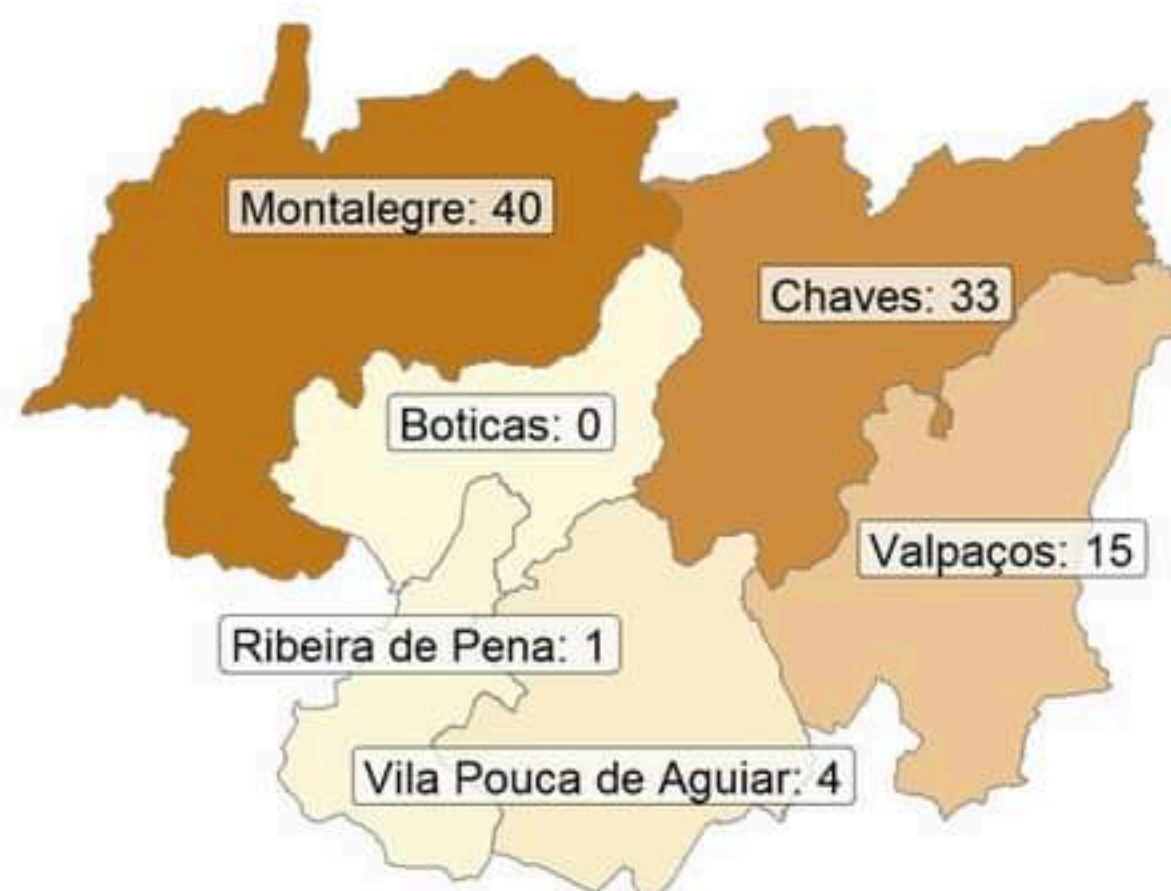 Montalegre: 40
Chaves: 33
Boticas: 0
Valpaços: 15
Ribeira de Pena: 1
Vila Pouca de Aguiar: 4